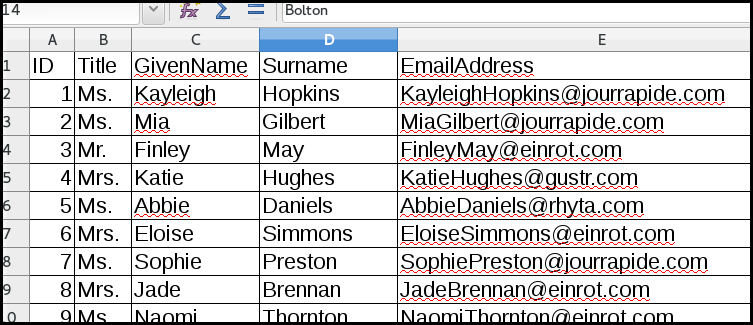 14 Bolton
A B C D E
1 ID Title GivenName Surname EmailAddress
2 1 Ms. Kayleigh Hopkins KayleighHopkins@jourrapide.com
3 2 Ms. Mia Gilbert MiaGilbert@jourrapide.com
4 3 Mr. Finley May FinleyMay@einrot.com
5 4 Mrs. Katie Hughes KatieHughes@gustr.com
6 5 Ms. Abbie Daniels AbbieDaniels@rhyta.com
7 6 Mrs. Eloise Simmons EloiseSimmons@einrot.com
8 7 Ms. Sophie Preston SophiePreston@jourrapide.com
9 8 Mrs. Jade Brennan JadeBrennan@einrot.com
0 9 Ms. Naomi Thornton NaomiThornton@einrot.com